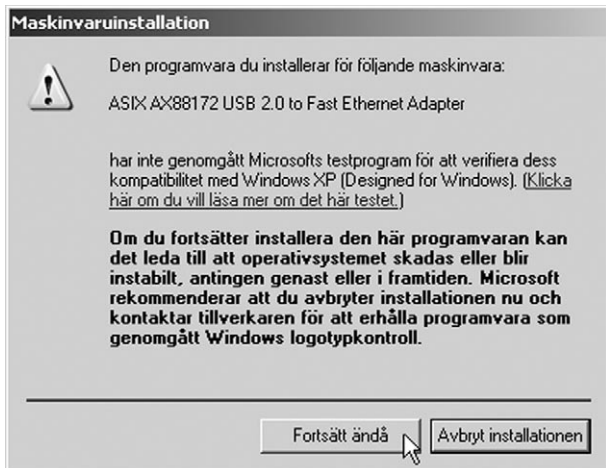 Maskinvaruinstallation
Den programvara du installerar för följande maskinvara:
ASIX AX88172 USB 2.0 to Fast Ethernet Adapter
har inte genomgått Microsofts testprogram för att verifiera dess
kompatibilitet med Windows XP (Designed for Windows). (Klicka
här om du vill läsa mer om det här testet.)
Om du fortsätter installera den här programvaran kan
det leda till att operativsystemet skadas eller blir
instabilt, antingen genast eller i framtiden. Microsoft
rekommenderar att du avbryter installationen nu och
kontaktar tillverkaren för att erhålla programvara som
genomgått Windows logotypkontroll.
Fortsätt ändå
Avbryt installationen